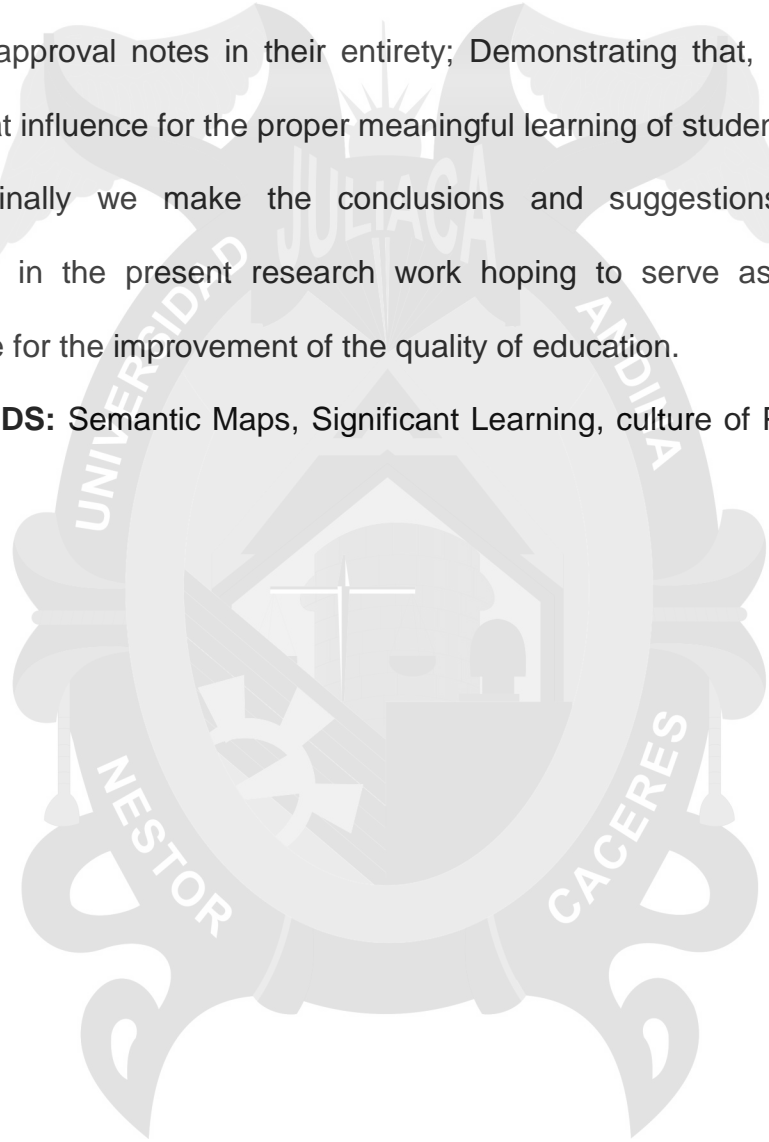 approval notes in their entirety; Demonstrating that,
at influence for the proper meaningful learning of studen
inally we make the conclusions and suggestions
in the present research work hoping to serve as
e for the improvement of the quality of education.
DS: Semantic Maps, Significant Learning, culture of
JULIACA
UNIVERSIDAD
ANDINA
NESTOR
CACERES